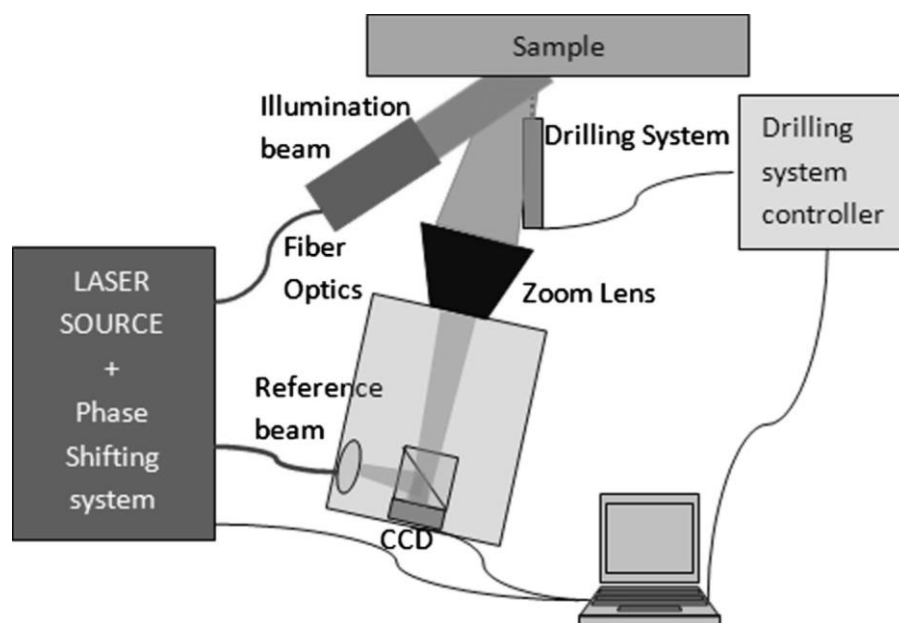 Sample
Illumination
beam
Drilling System
Drilling
system
controller
Fiber
Optics
Zoom Lens
LASER
SOURCE
+
Phase
Shifting
system
Reference
beam
CCD